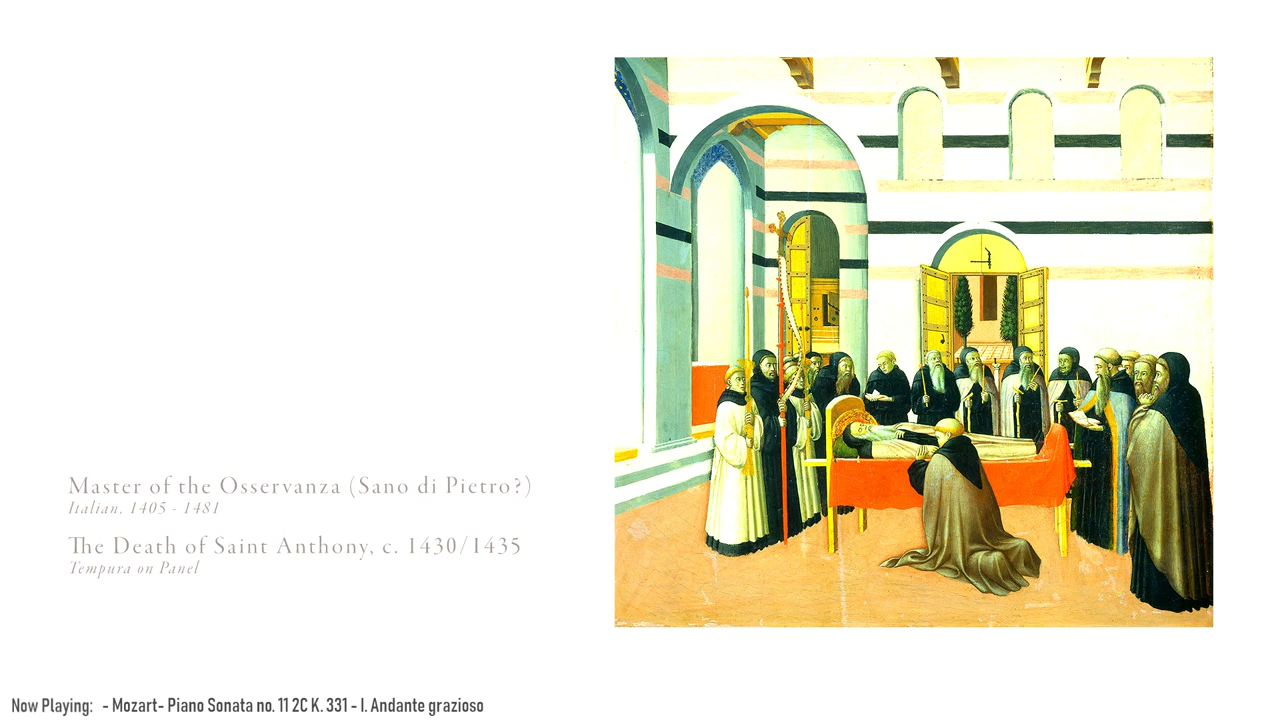 Master of the Osservanza (Sano di Pietro?)
Italian, 1405 - 1481
The Death of Saint Anthony, c. 1430/1435
Tempura on Panel
Now Playing: - Mozart- Piano Sonata no. 11 2C K. 331 - I. Andante grazioso